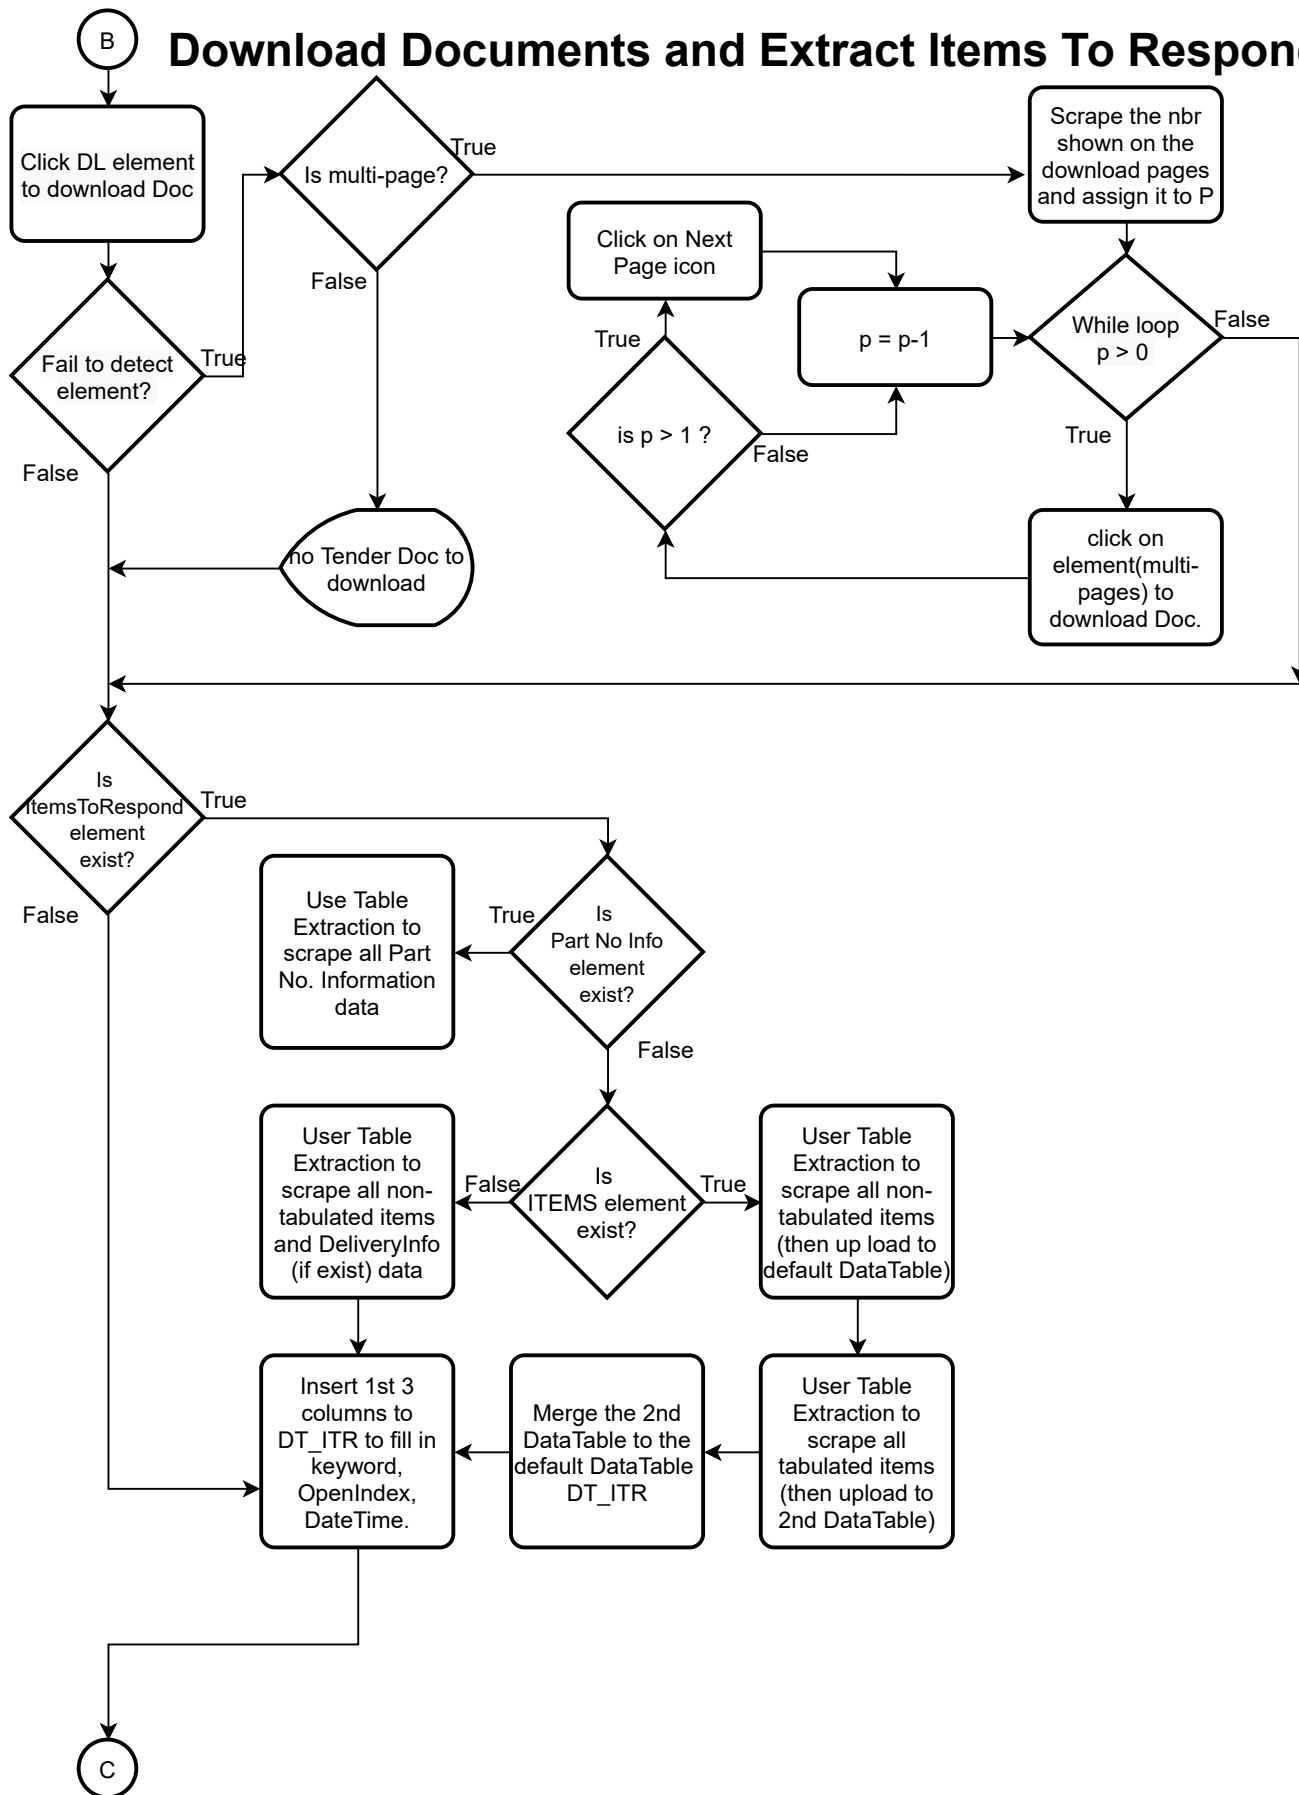 B
Download Documents and Extract Items To Respon
Click DL element
to download Doc
Is multi-page?
True
False
Scrape the nbr
shown on the
download pages
and assign it to P
Click on Next
Page icon
p = p-1
While loop
p > 0
False
True
Fail to detect
element?
True
False
True
is p > 1 ?
False
no Tender Doc to
download
click on
element(multi-
pages) to
download Doc.
Is
ItemsToRespond
element
exist?
True
False
Use Table
Extraction to
scrape all Part
No. Information
data
True
Is
Part No Info
element
exist?
False
User Table
Extraction to
scrape all non-
tabulated items
and DeliveryInfo
(if exist) data
False
Is
ITEMS element
exist?
True
User Table
Extraction to
scrape all non-
tabulated items
(then up load to
default DataTable)
Insert 1st 3
columns to
DT_ITR to fill in
keyword,
OpenIndex,
DateTime.
Merge the 2nd
DataTable to the
default DataTable
DT_ITR
User Table
Extraction to
scrape all
tabulated items
(then upload to
2nd DataTable)
C